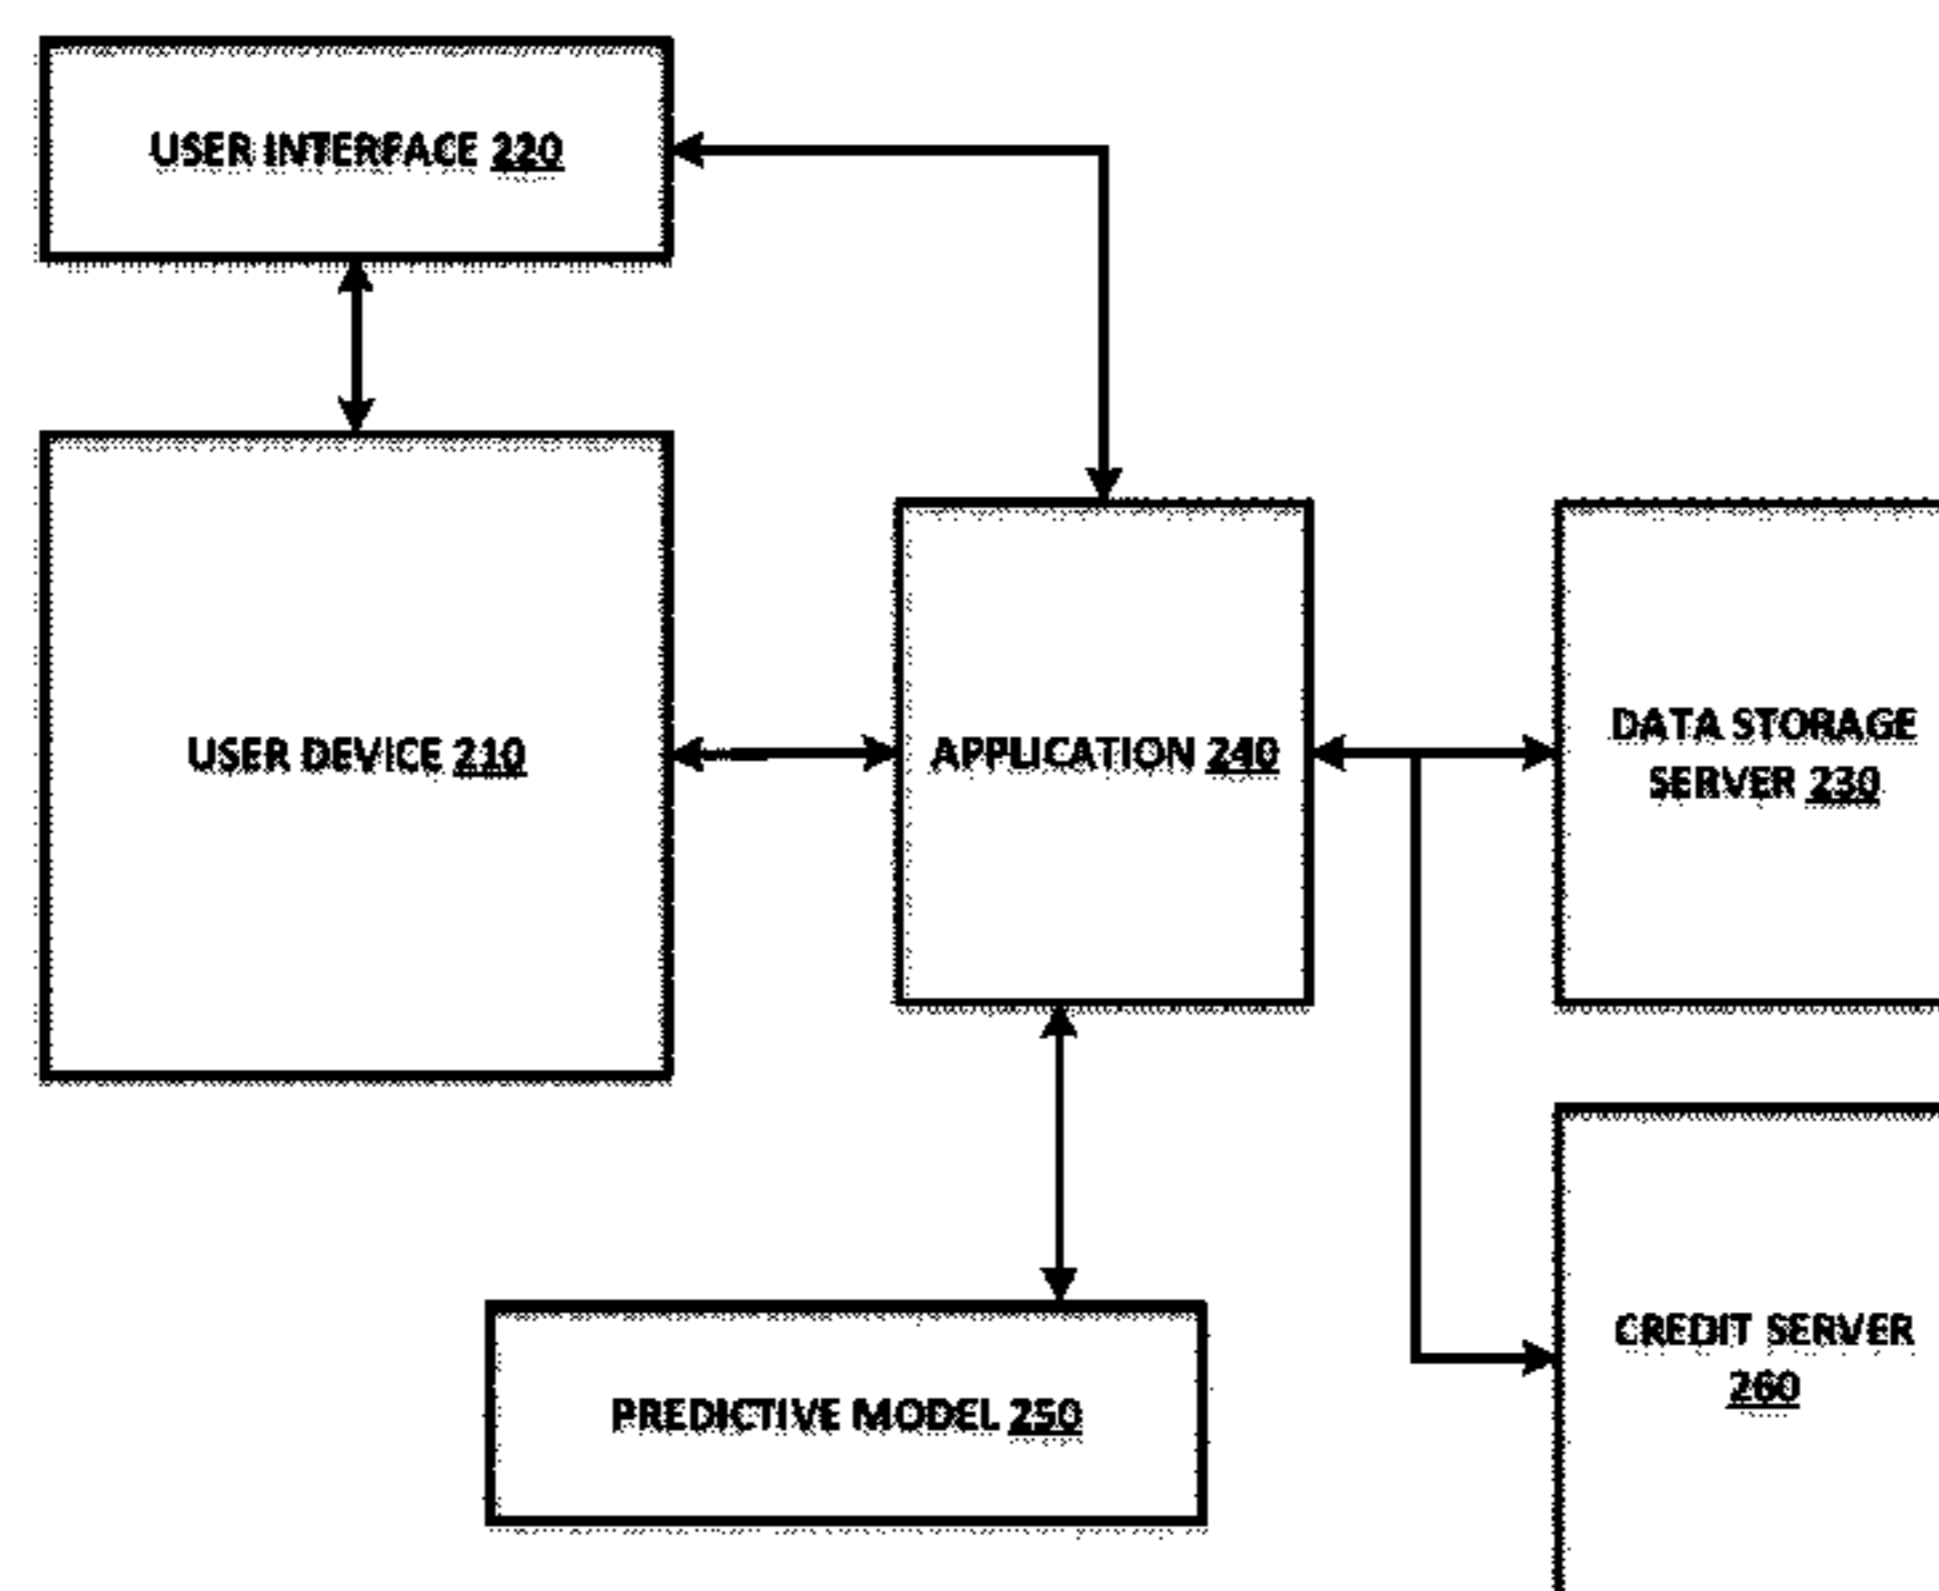 USER INTERFACE 220
USER DEVICE 210
APPLICATION 240
DATA STORAGE
SERVER 230
CREDIT SERVER
260
PREDICTIVE MODEL 250